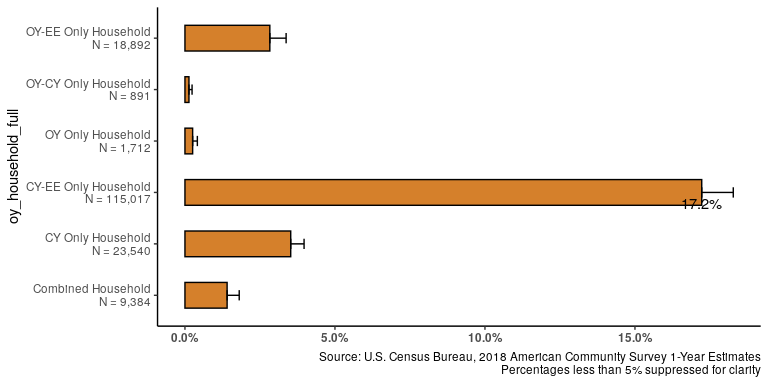 oy_household_full
OY-EE Only Household
N = 18,892
OY-CY Only Household
N = 891
OY Only Household
N = 1,712
CY-EE Only Household
N = 115,017
17.2%
CY Only Household
N = 23,540
Combined Household
N = 9,384
0.0% 5.0% 10.0% 15.0%
Source: U.S. Census Bureau, 2018 American Community Survey 1-Year Estimates
Percentages less than 5% suppressed for clarity